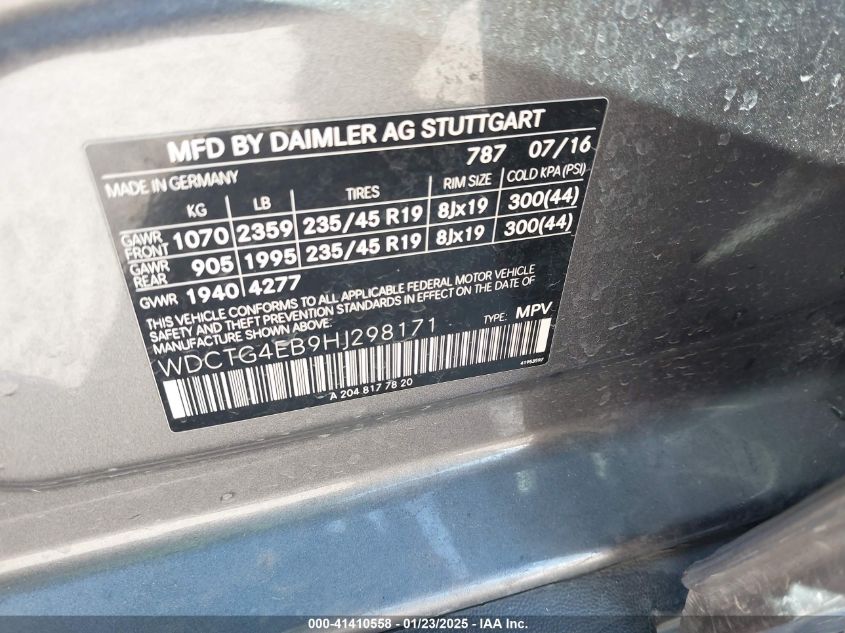 MFD BY DAIMLER AG STUTTGART
787 07/16
MADE IN GERMANY
KG LB TIRES RIM SIZE COLD KPA (PSI)
GAWR FRONT 1070 2359 235/45 R19 8Jx19 300(44)
GAWR REAR 905 1995 235/45 R19 8Jx19 300(44)
GVWR 1940 4277
THIS VEHICLE CONFORMS TO ALL APPLICABLE FEDERAL MOTOR VEHICLE
SAFETY AND THEFT PREVENTION STANDARDS IN EFFECT ON THE DATE OF
MANUFACTURE SHOWN ABOVE.
WDCTG4EB9HJ298171 TYPE: MPV
A 204 817 78 20
000-41410558 - 01/23/2025 - IAA Inc.